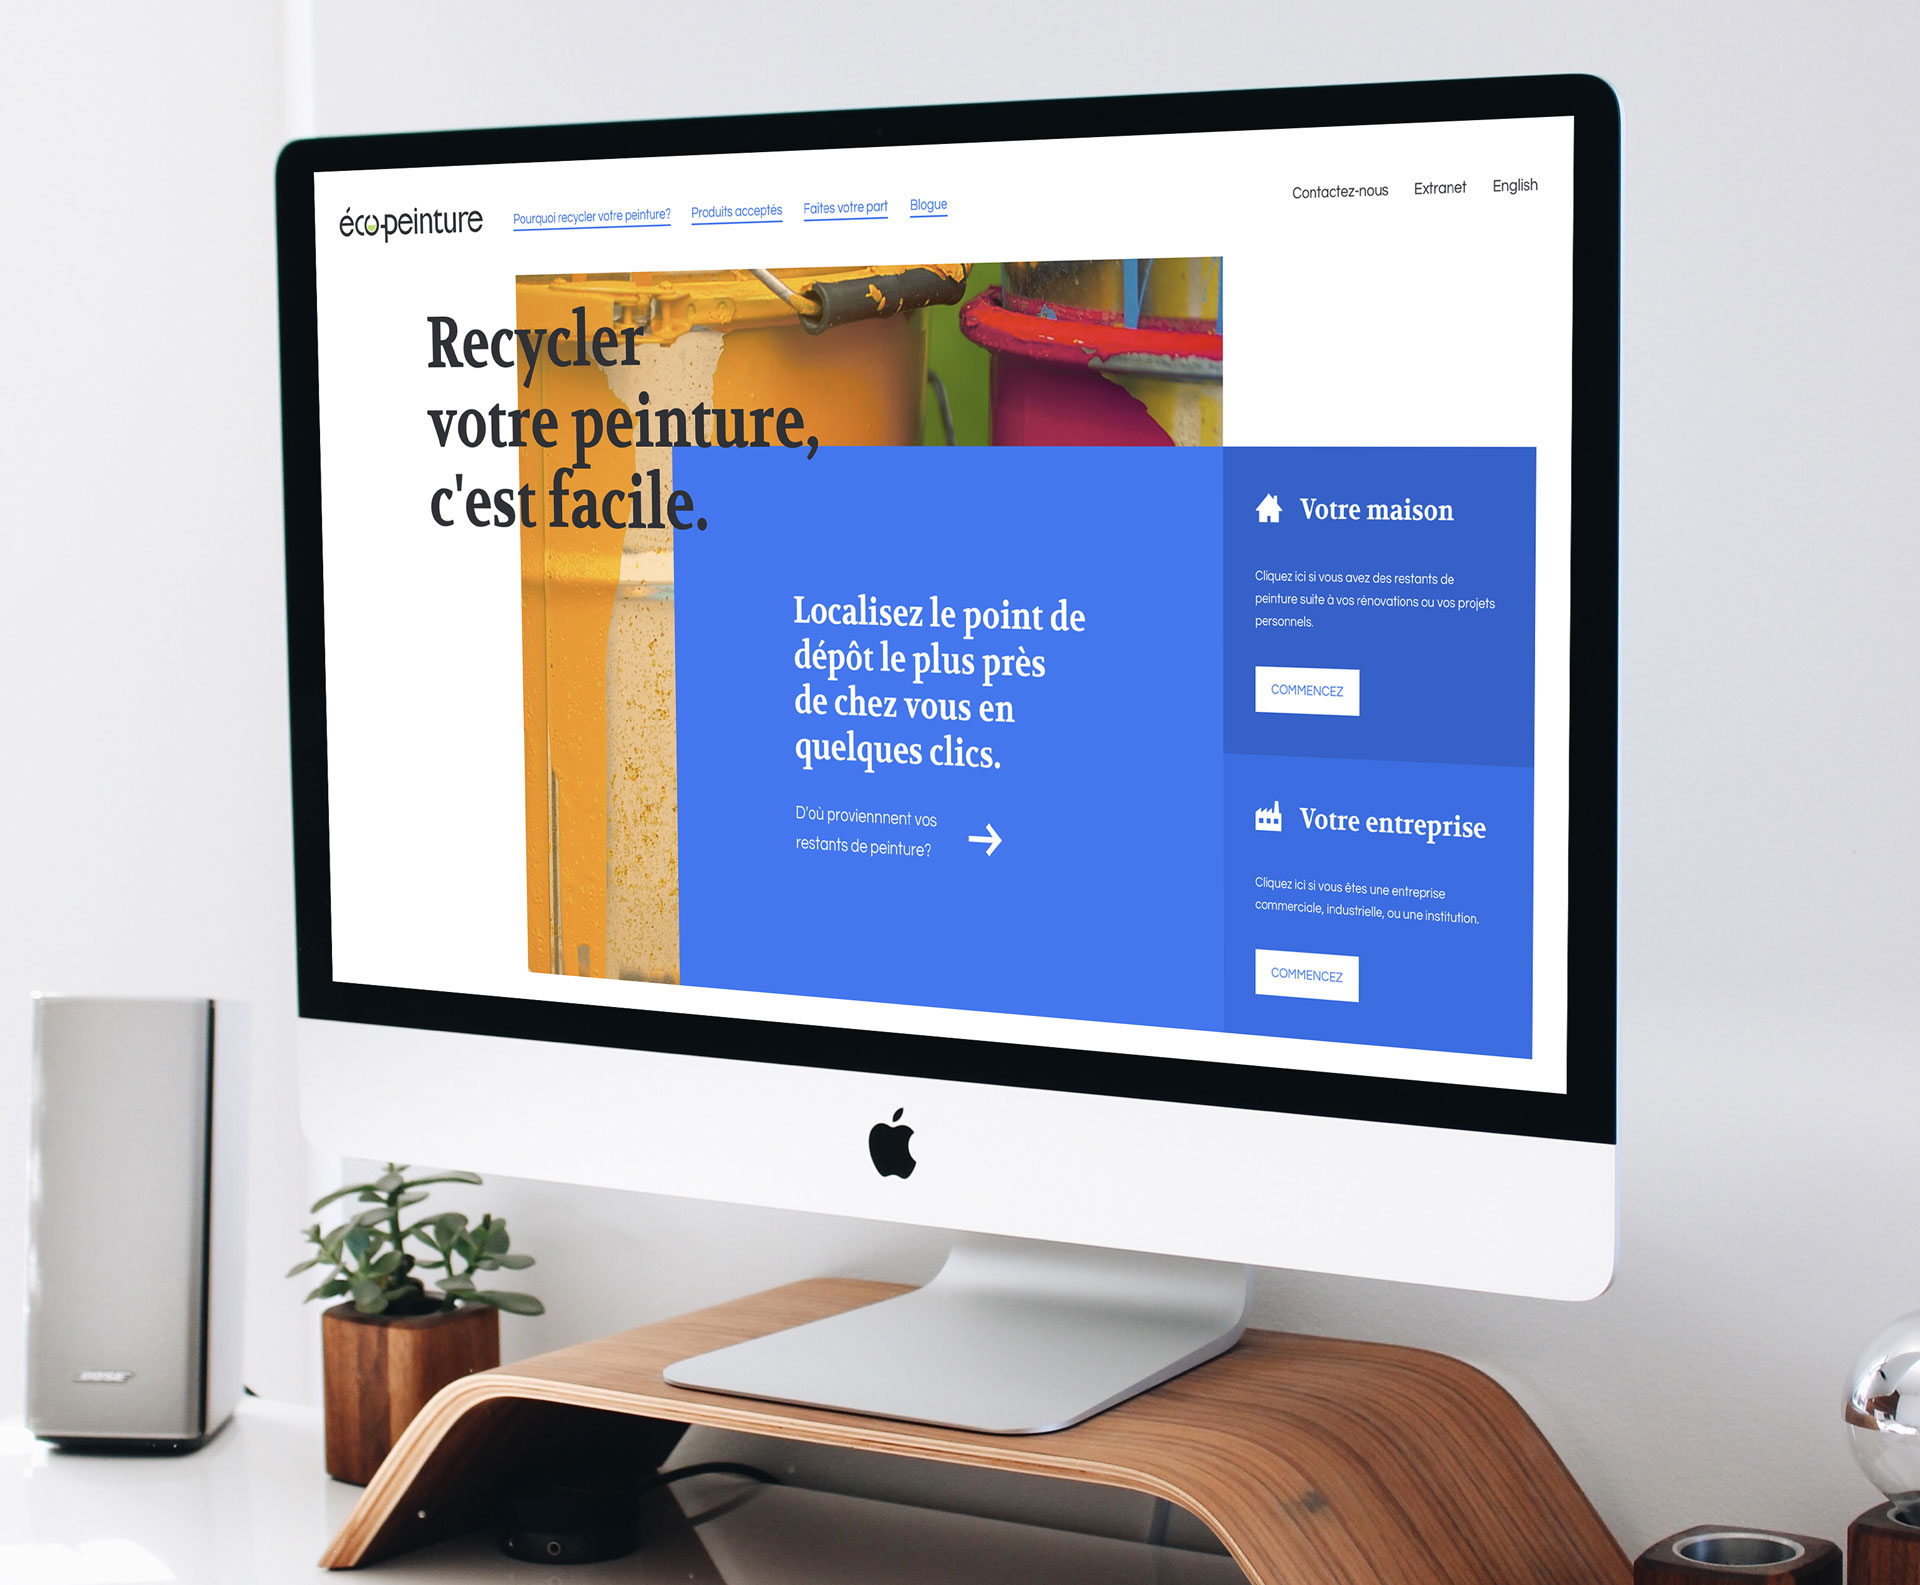 éco-peinture
Pourquoi recycler votre peinture?
Produits acceptés
Faites votre part
Blogue
Contactez-nous
Extranet
English
Recycler
votre peinture,
c'est facile.
Localisez le point de
dépôt le plus près
de chez vous en
quelques clics.
D'où proviennnent vos
restants de peinture?
Votre maison
Cliquez ici si vous avez des restants de
peinture suite à vos rénovations ou vos projets
personnels.
COMMENCEZ
Votre entreprise
Cliquez ici si vous êtes une entreprise
commerciale, industrielle, ou une institution.
COMMENCEZ
BOSE